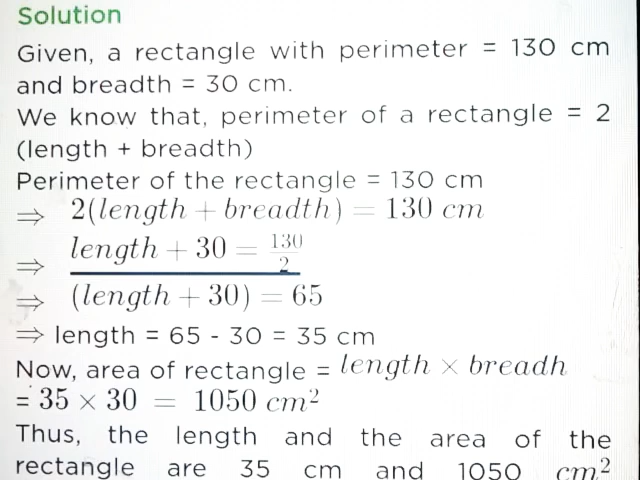 Solution
Given, a rectangle with perimeter = 130 cm
and breadth = 30 cm.
We know that, perimeter of a rectangle = 2
(length + breadth)
Perimeter of the rectangle = 130 cm
⇒ 2(length + breadth) = 130 cm
⇒ length + 30 = 130/2
⇒ (length + 30) = 65
⇒ length = 65 - 30 = 35 cm
Now, area of rectangle = length × breadh
= 35 × 30 = 1050 cm²
Thus, the length and the area of the
rectangle are 35 cm and 1050 cm²